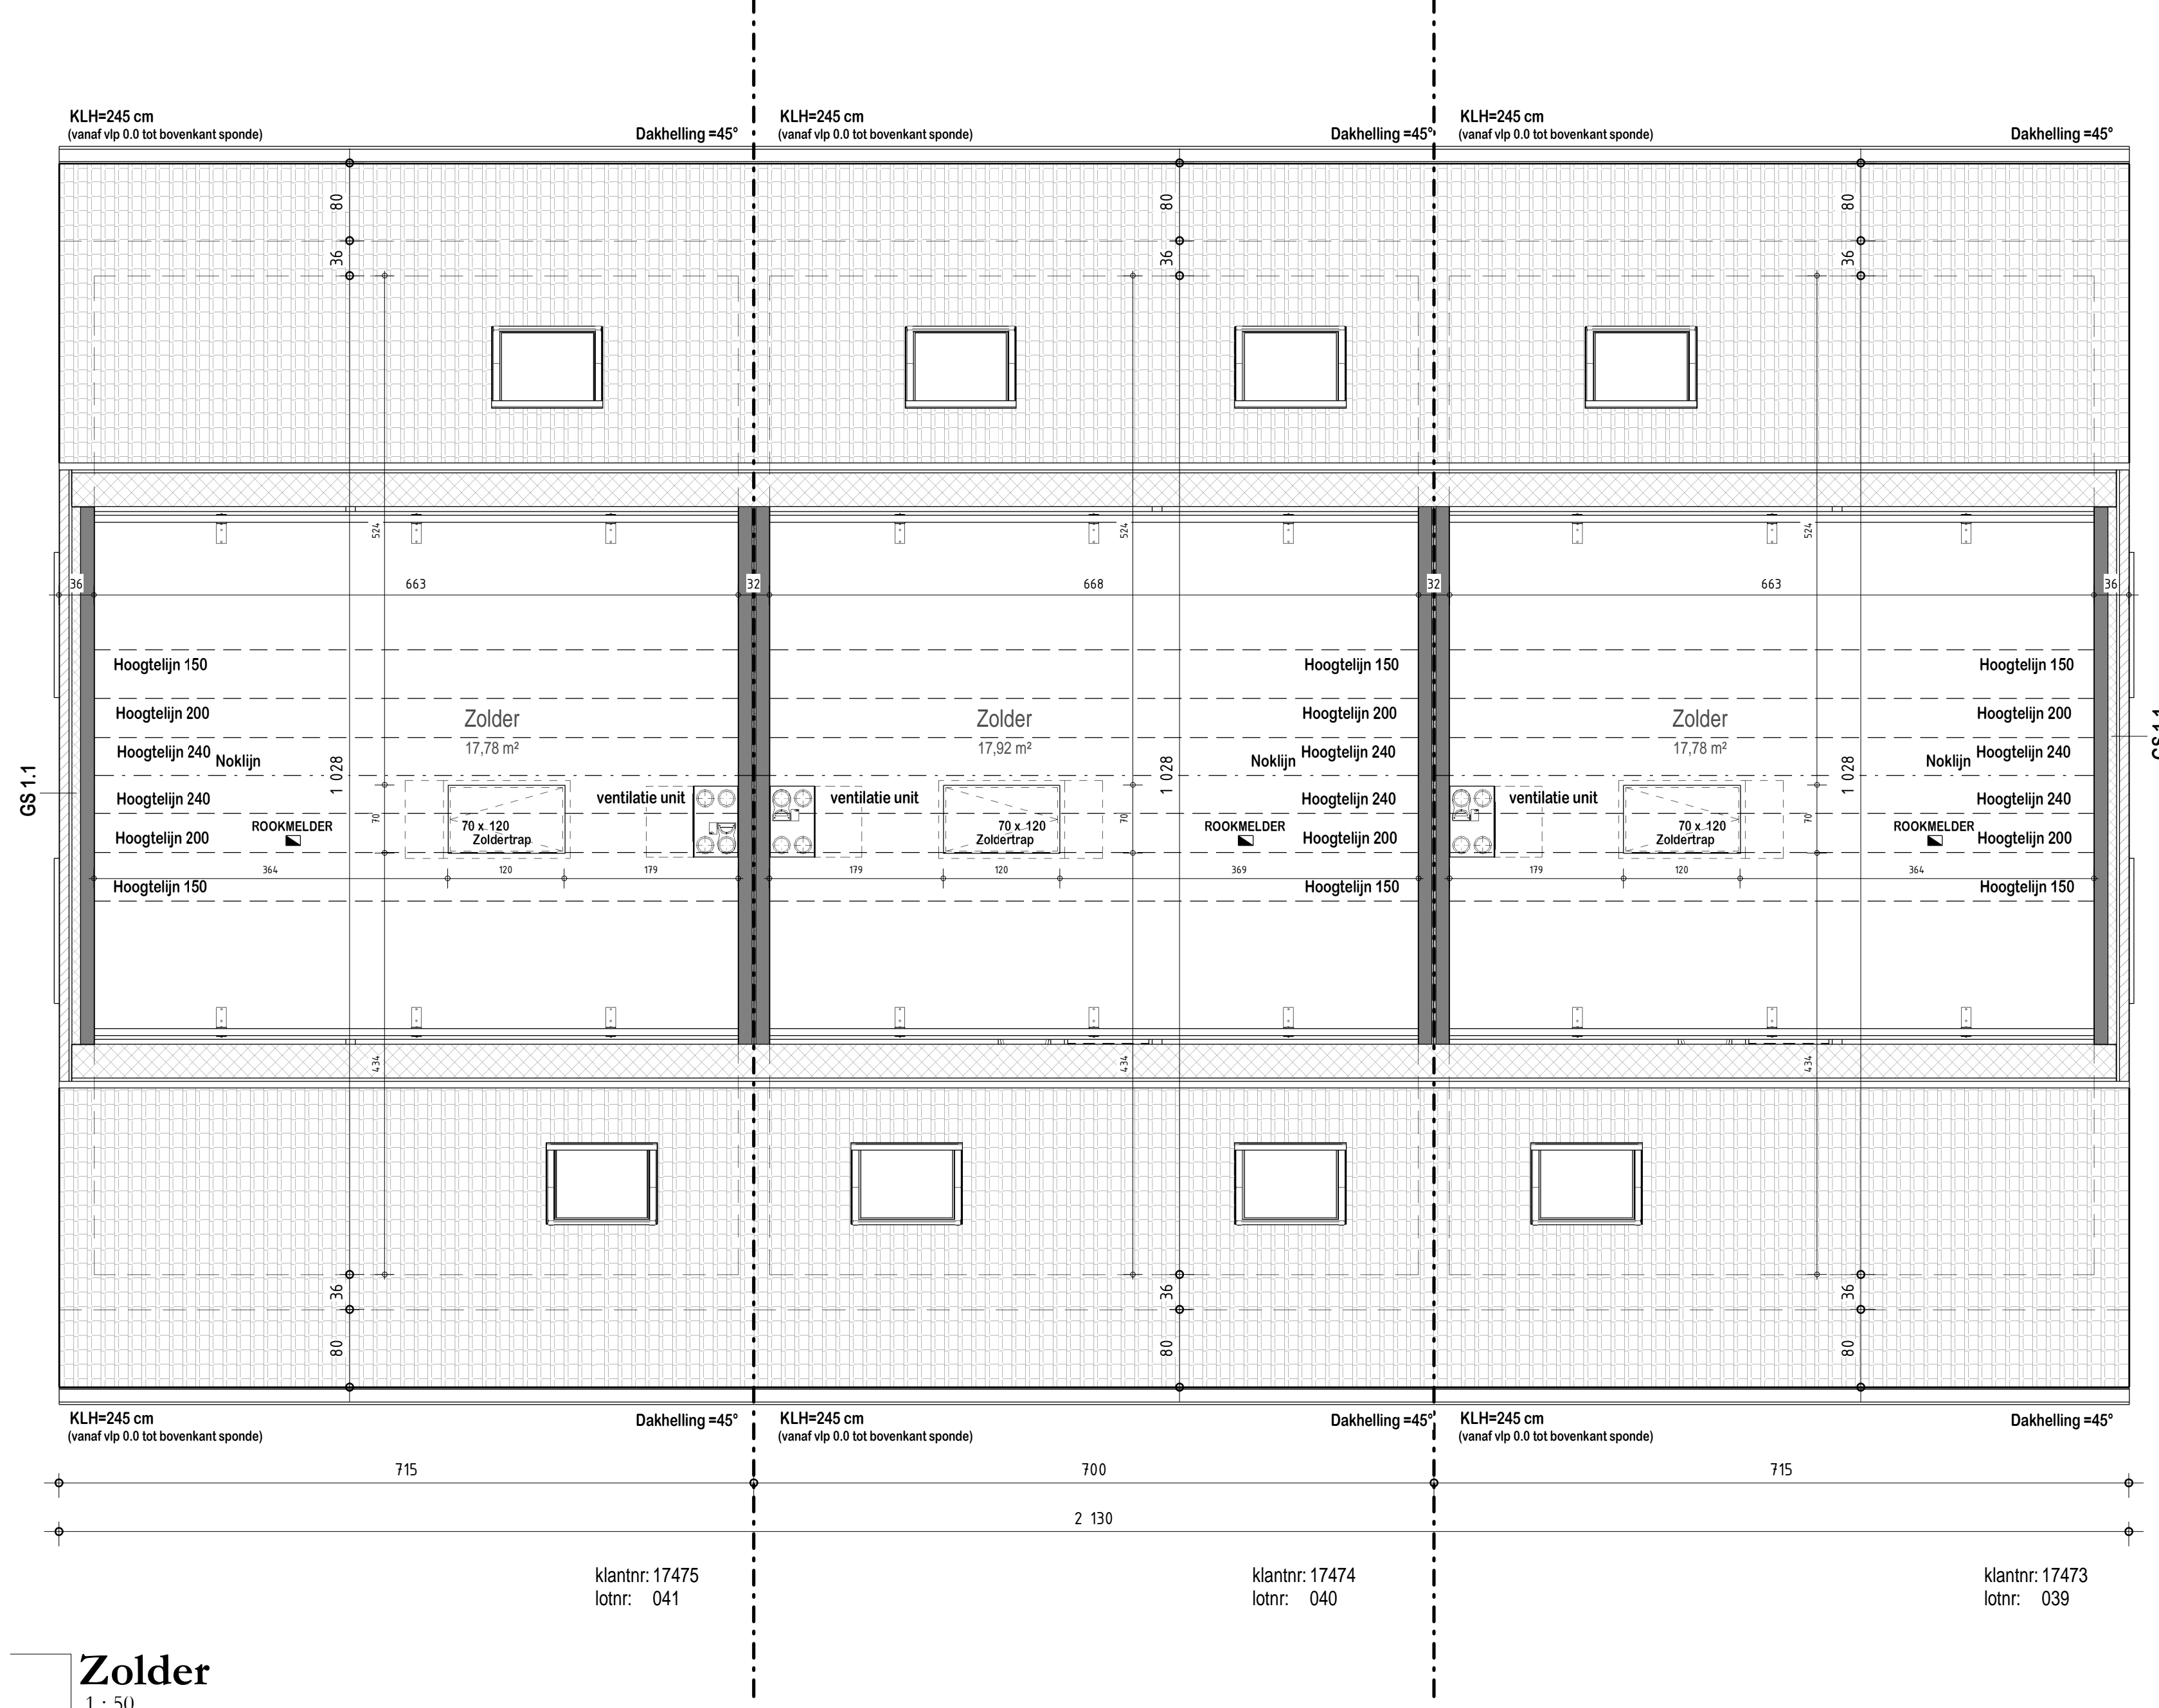 KLH=245 cm
(vanaf vlp 0.0 tot bovenkant sponde)
Dakhelling =45°
KLH=245 cm
(vanaf vlp 0.0 tot bovenkant sponde)
Dakhelling =45°
KLH=245 cm
(vanaf vlp 0.0 tot bovenkant sponde)
Dakhelling =45°
80
80
80
36
36
36
524
524
524
36
663
32
668
32
663
36
Hoogtelijn 150
Hoogtelijn 150
Hoogtelijn 150
Hoogtelijn 200
Zolder
Zolder
Hoogtelijn 200
Zolder
Hoogtelijn 200
17,78 m²
17,92 m²
17,78 m²
Hoogtelijn 240
Noklijn
Noklijn
Hoogtelijn 240
Noklijn
Hoogtelijn 240
GS 1.1
1 028
1 028
1 028
Hoogtelijn 240
ventilatie unit
ventilatie unit
Hoogtelijn 240
ventilatie unit
Hoogtelijn 240
70
70
70
ROOKMELDER
70 x 120
Zoldertrap
70 x 120
Zoldertrap
ROOKMELDER
70 x 120
Zoldertrap
ROOKMELDER
Hoogtelijn 200
Hoogtelijn 200
Hoogtelijn 200
364
120
179
179
120
369
179
120
364
Hoogtelijn 150
Hoogtelijn 150
Hoogtelijn 150
434
434
434
36
36
36
80
80
80
KLH=245 cm
(vanaf vlp 0.0 tot bovenkant sponde)
Dakhelling =45°
KLH=245 cm
(vanaf vlp 0.0 tot bovenkant sponde)
Dakhelling =45°
KLH=245 cm
(vanaf vlp 0.0 tot bovenkant sponde)
Dakhelling =45°
715
700
715
2 130
klantnr: 17475
lotnr: 041
klantnr: 17474
lotnr: 040
klantnr: 17473
lotnr: 039
Zolder
1 : 50